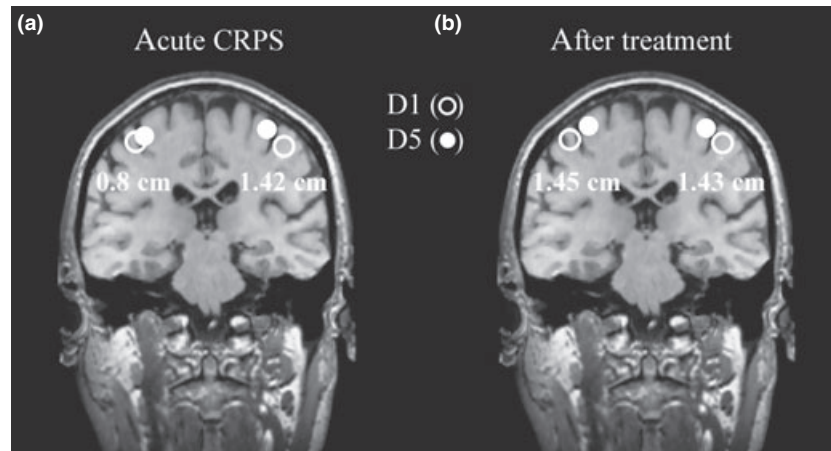 (a)
Acute CRPS
0.8 cm 1.42 cm
D1 (○)
D5 (●)
(b)
After treatment
1.45 cm 1.43 cm